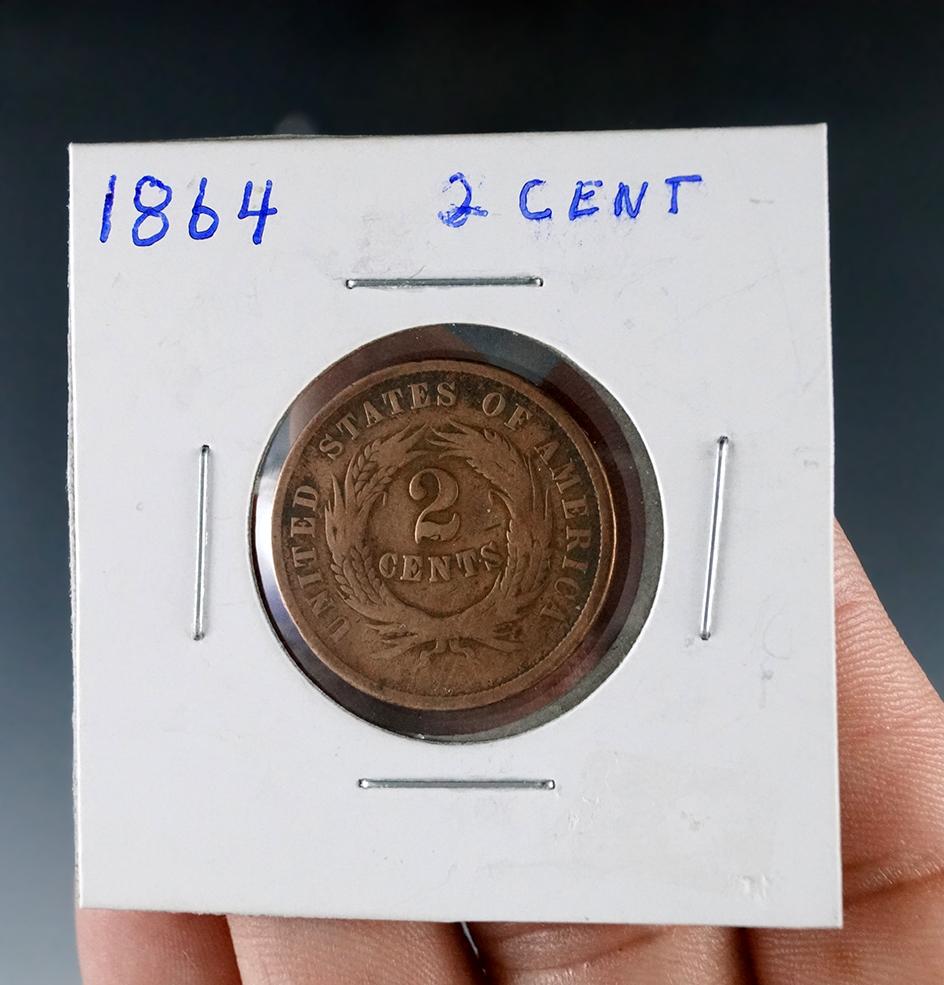 1864 2 CENT
UNITED STATES OF AMERICA
2
CENTS